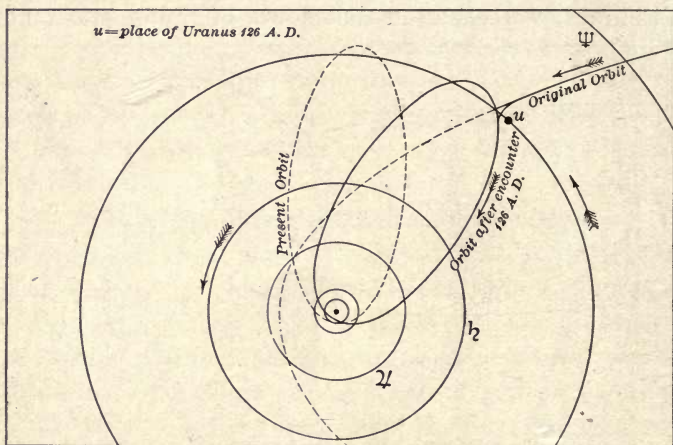 u=place of Uranus 126 A. D.
♆
Original Orbit
u
Present Orbit
Orbit after encounter
126 A. D.
♄
♃